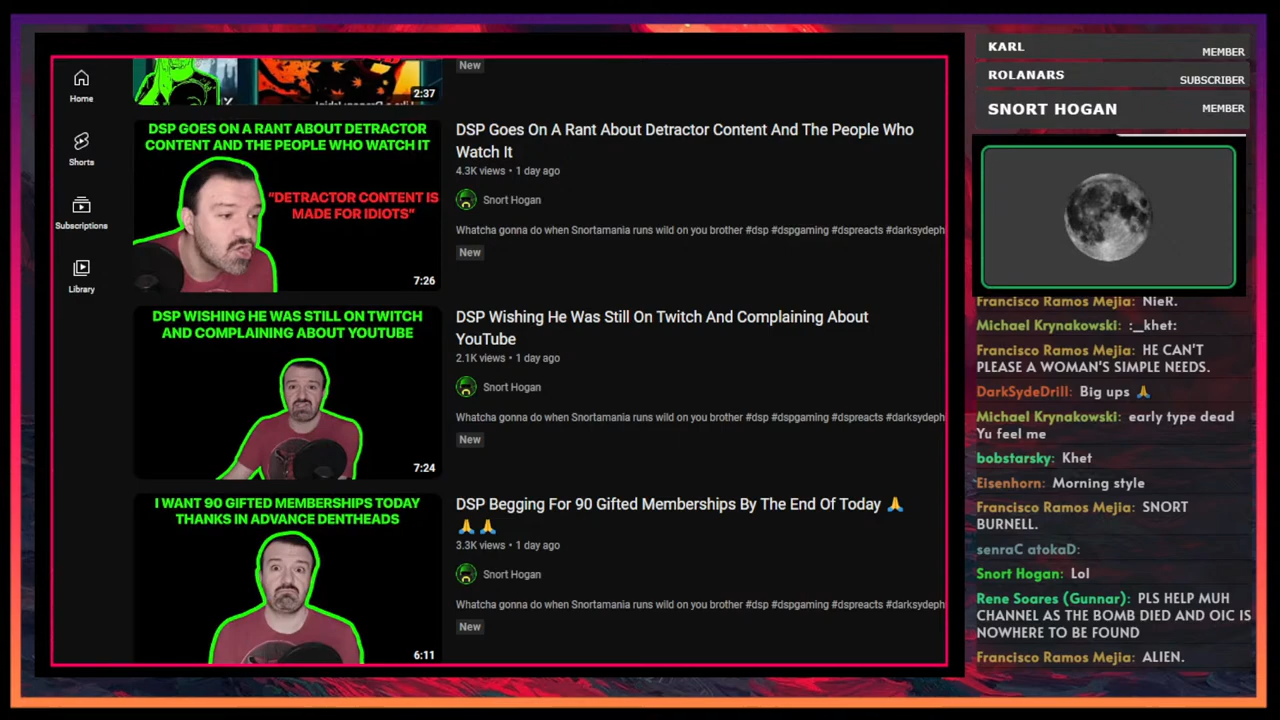 Home
Shorts
Subscriptions
Library
2:37
New
DSP GOES ON A RANT ABOUT DETRACTOR
CONTENT AND THE PEOPLE WHO WATCH IT
"DETRACTOR CONTENT IS
MADE FOR IDIOTS"
7:26
DSP Goes On A Rant About Detractor Content And The People Who
Watch It
4.3K views • 1 day ago
Snort Hogan
Whatcha gonna do when Snortamania runs wild on you brother #dsp #dspgaming #dspreacts #darksydeph
New
DSP WISHING HE WAS STILL ON TWITCH
AND COMPLAINING ABOUT YOUTUBE
7:24
DSP Wishing He Was Still On Twitch And Complaining About
YouTube
2.1K views • 1 day ago
Snort Hogan
Whatcha gonna do when Snortamania runs wild on you brother #dsp #dspgaming #dspreacts #darksydeph
New
I WANT 90 GIFTED MEMBERSHIPS TODAY
THANKS IN ADVANCE DENTHEADS
6:11
DSP Begging For 90 Gifted Memberships By The End Of Today 🙏
🙏 🙏
3.3K views • 1 day ago
Snort Hogan
Whatcha gonna do when Snortamania runs wild on you brother #dsp #dspgaming #dspreacts #darksydeph
New
KARL MEMBER
ROLANARS SUBSCRIBER
SNORT HOGAN MEMBER
Francisco Ramos Mejia: NieR.
Michael Krynakowski: :_khet:
Francisco Ramos Mejia: HE CAN'T
PLEASE A WOMAN'S SIMPLE NEEDS.
DarkSydeDrill: Big ups 🙏
Michael Krynakowski: early type dead
Yu feel me
bobstarsky: Khet
Eisenhorn: Morning style
Francisco Ramos Mejia: SNORT
BURNELL.
senraC atokaD:
Snort Hogan: Lol
Rene Soares (Gunnar): PLS HELP MUH
CHANNEL AS THE BOMB DIED AND OIC IS
NOWHERE TO BE FOUND
Francisco Ramos Mejia: ALIEN.